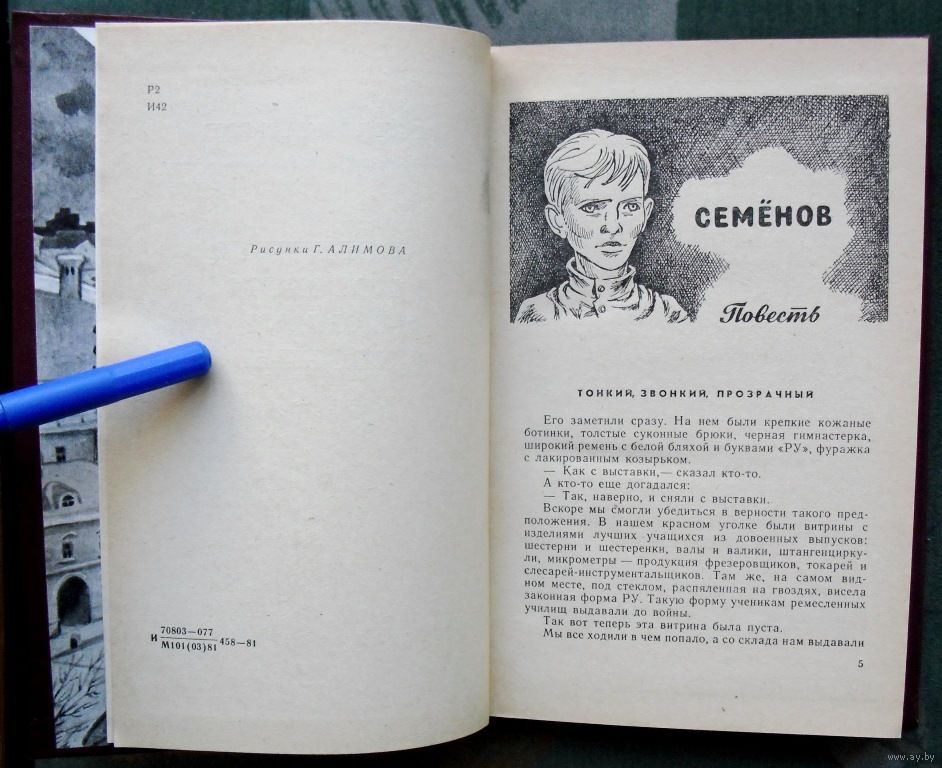 Р2
И42
Рисунки Г. АЛИМОВА
И 70803—077 458—81
М101(03)81
СЕМЁНОВ
Повесть
ТОНКИЙ, ЗВОНКИЙ, ПРОЗРАЧНЫЙ
Его заметили сразу. На нем были крепкие кожаные
ботинки, толстые суконные брюки, черная гимнастерка,
широкий ремень с белой бляхой и буквами «РУ», фуражка
с лакированным козырьком.
— Как с выставки,— сказал кто-то.
А кто-то еще догадался:
— Так, наверно, и сняли с выставки.
Вскоре мы смогли убедиться в верности такого пред-
положения. В нашем красном уголке были витрины с
изделиями лучших учащихся из довоенных выпусков:
шестерни и шестеренки, валы и валики, штангенцирку-
ли, микрометры — продукция фрезеровщиков, токарей и
слесарей-инструментальщиков. Там же, на самом вид-
ном месте, под стеклом, распяленная на гвоздях, висела
законная форма РУ. Такую форму ученикам ремесленных
училищ выдавали до войны.
Так вот теперь эта витрина была пуста.
Мы все ходили в чем попало, а со склада нам выдавали
5
www.ay.by